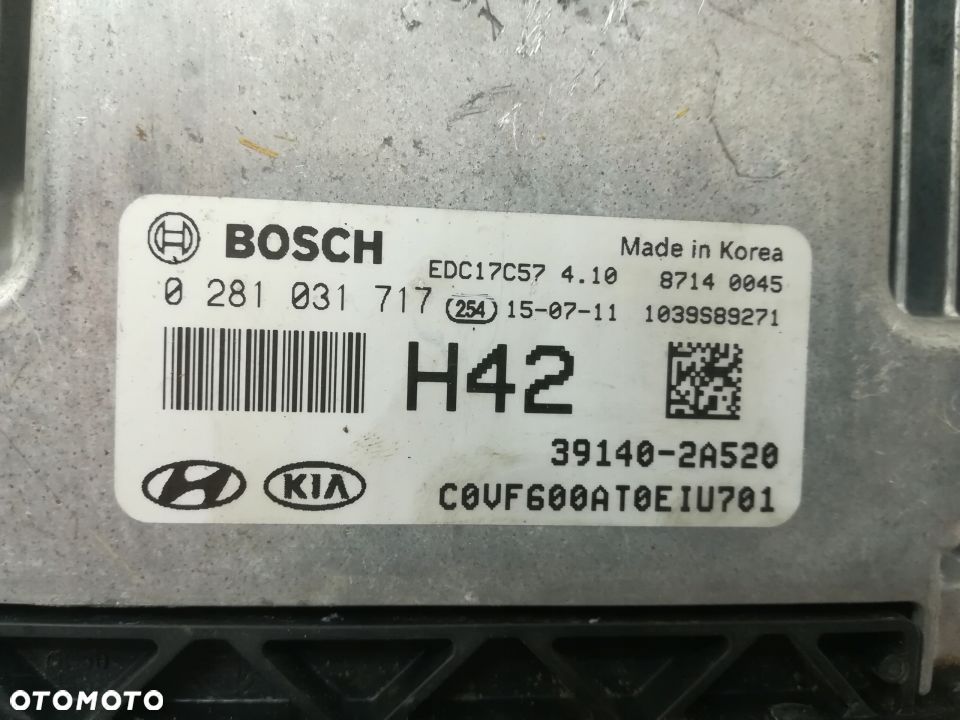 BOSCH
Made in Korea
EDC17C57 4.10
8714 0045
0 281 031 717
254
15-07-11
1039S89271
H42
39140-2A520
KIA
C0VF600AT0EIU701
OTOMOTO